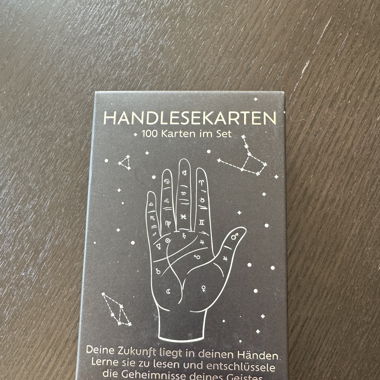 HANDLESEKARTEN
100 Karten im Set
Deine Zukunft liegt in deinen Händen
Lerne sie zu lesen und entschlüssele
die Geheimnisse deines Geistes